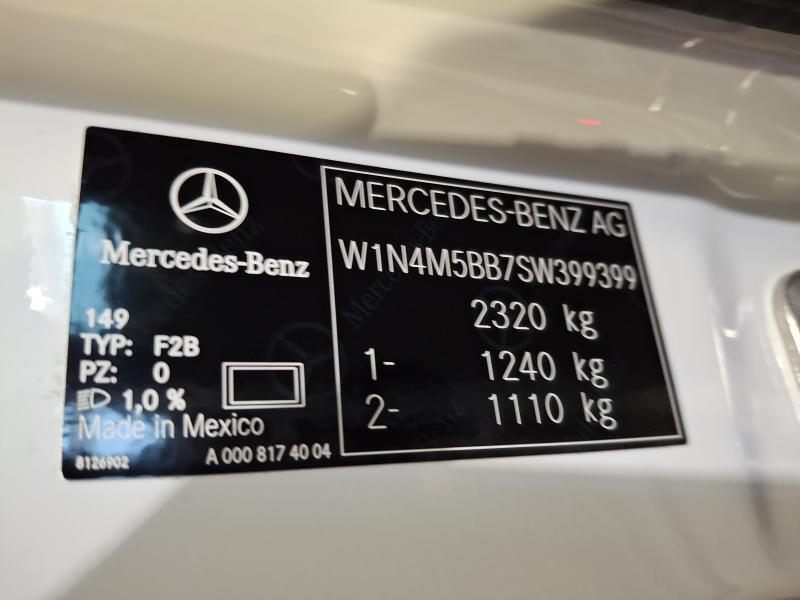 Mercedes-Benz
149
TYP: F2B
PZ: 0
1,0 %
Made in Mexico
8126902 A 000 817 40 04
MERCEDES-BENZ AG
W1N4M5BB7SW399399
2320 kg
1- 1240 kg
2- 1110 kg